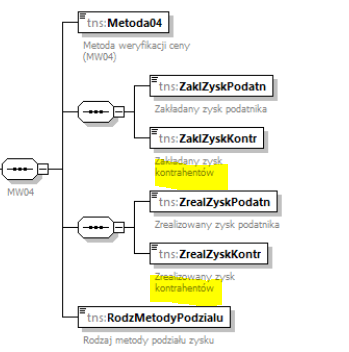 tns:Metoda04
Metoda weryfikacji ceny
(MW04)
tns:ZaklZyskPodatn
Zakładany zysk podatnika
tns:ZaklZyskKontr
Zakładany zysk
kontrahentów
MW04
tns:ZrealZyskPodatn
Zrealizowany zysk podatnika
tns:ZrealZyskKontr
Zrealizowany zysk
kontrahentów
tns:RodzMetodyPodzialu
Rodzaj metody podziału zysku